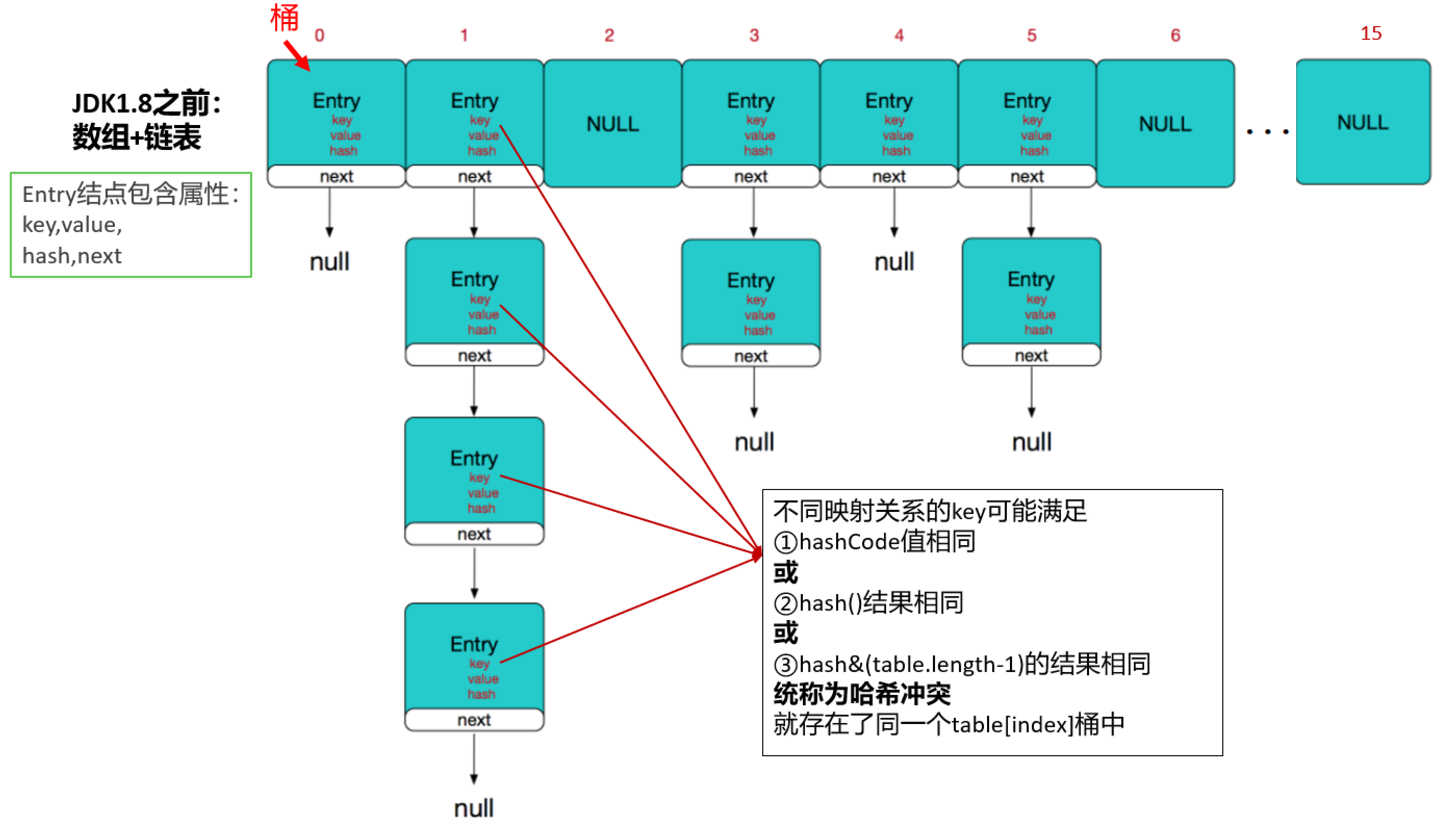 桶
0 1 2 3 4 5 6 15
JDK1.8之前：
数组+链表
Entry结点包含属性：
key,value,
hash,next
Entry Entry NULL Entry Entry Entry NULL ... NULL
key key key key key
value value value value value
hash hash hash hash hash
next next next next next
null null
Entry Entry Entry
key key key
value value value
hash hash hash
next next next
null null
Entry
key
value
hash
next
Entry
key
value
hash
next
null
不同映射关系的key可能满足
①hashCode值相同
或
②hash()结果相同
或
③hash&(table.length-1)的结果相同
统称为哈希冲突
就存在了同一个table[index]桶中